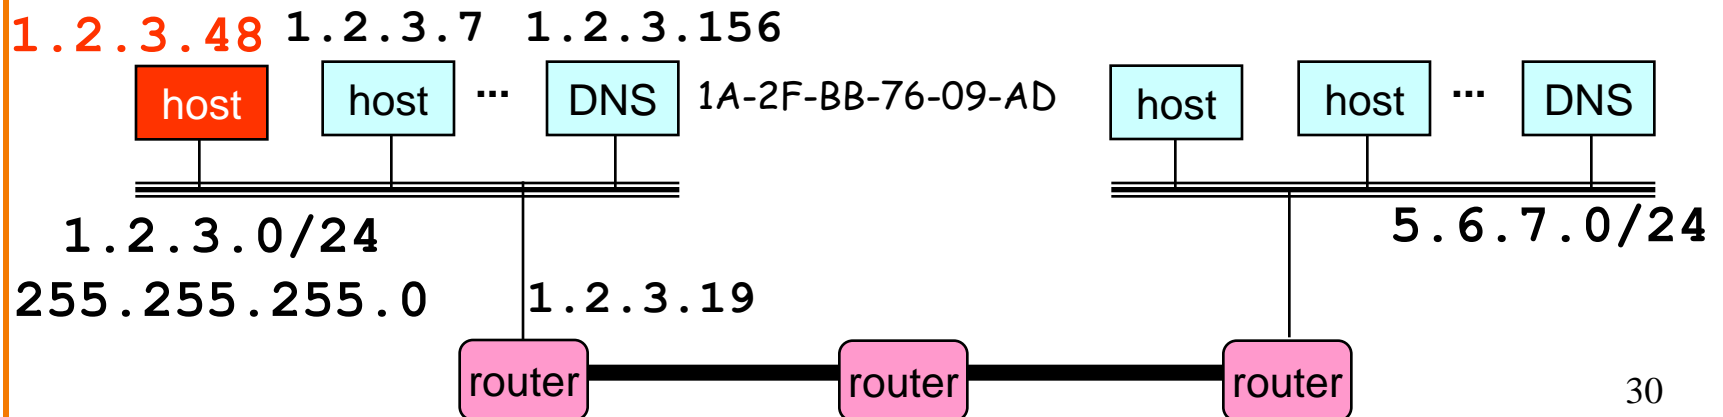 1.2.3.48 1.2.3.7 1.2.3.156
host host ... DNS 1A-2F-BB-76-09-AD host host ... DNS
1.2.3.0/24 5.6.7.0/24
255.255.255.0 1.2.3.19
router router router
30